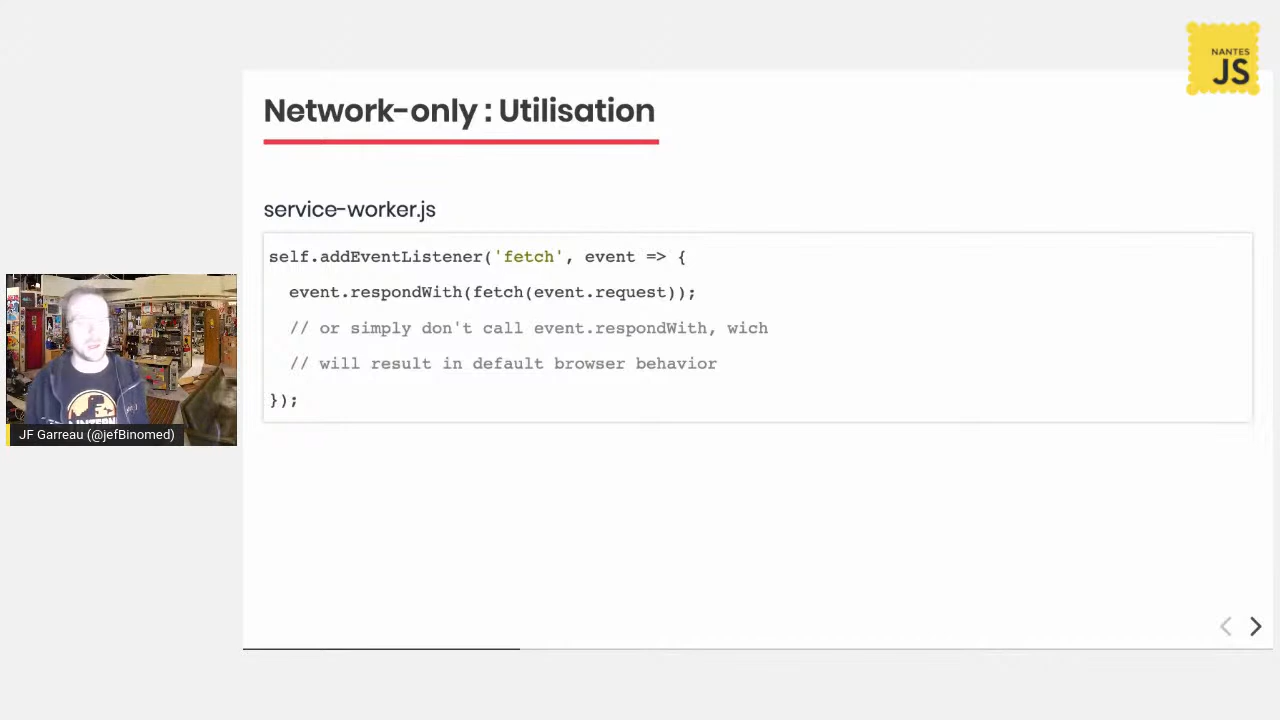 NANTES
JS
Network-only : Utilisation
service-worker.js
self.addEventListener('fetch', event => {
event.respondWith(fetch(event.request));
// or simply don't call event.respondWith, wich
// will result in default browser behavior
});
JF Garreau (@jefBinomed)